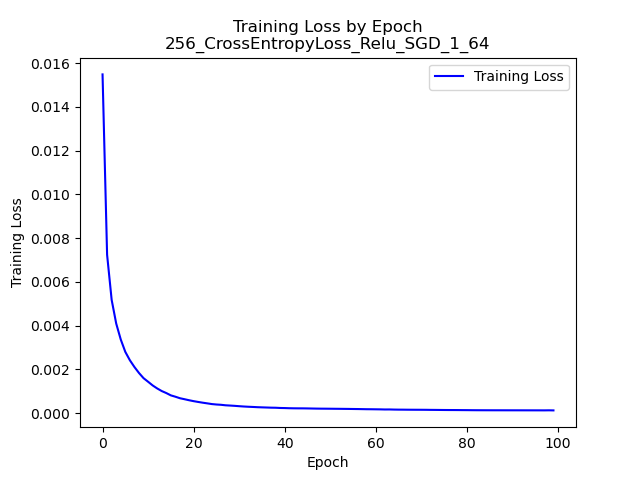 Training Loss by Epoch
256_CrossEntropyLoss_Relu_SGD_1_64
Training Loss
0.016
0.014
0.012
0.010
0.008
0.006
0.004
0.002
0.000
Training Loss
0 20 40 60 80 100
Epoch